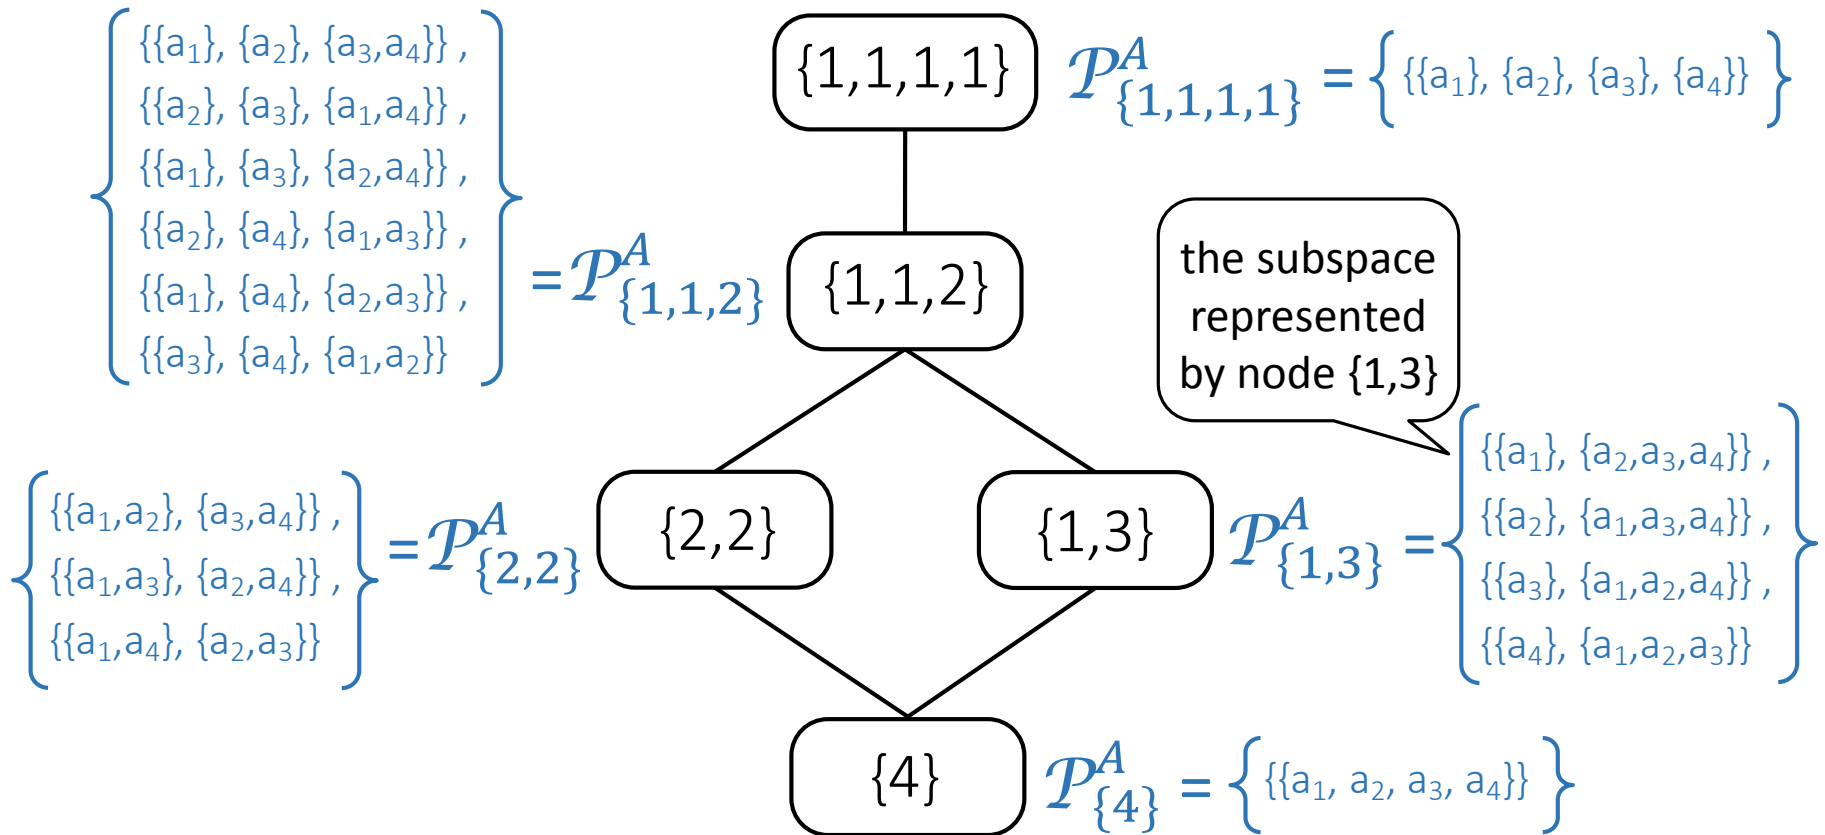 {{a₁}, {a₂}, {a₃,a₄}} ,
{{a₂}, {a₃}, {a₁,a₄}} ,
{{a₁}, {a₃}, {a₂,a₄}} ,
{{a₂}, {a₄}, {a₁,a₃}} ,
{{a₁}, {a₄}, {a₂,a₃}} ,
{{a₃}, {a₄}, {a₁,a₂}}
= 𝒫^A_{1,1,2}
{1,1,1,1}
𝒫^A_{1,1,1,1} = { {{a₁}, {a₂}, {a₃}, {a₄}} }
{1,1,2}
the subspace
represented
by node {1,3}
{{a₁,a₂}, {a₃,a₄}} ,
{{a₁,a₃}, {a₂,a₄}} ,
{{a₁,a₄}, {a₂,a₃}}
= 𝒫^A_{2,2}
{2,2}
{1,3}
𝒫^A_{1,3} =
{{a₁}, {a₂,a₃,a₄}} ,
{{a₂}, {a₁,a₃,a₄}} ,
{{a₃}, {a₁,a₂,a₄}} ,
{{a₄}, {a₁,a₂,a₃}}
{4}
𝒫^A_{4} = { {{a₁, a₂, a₃, a₄}} }